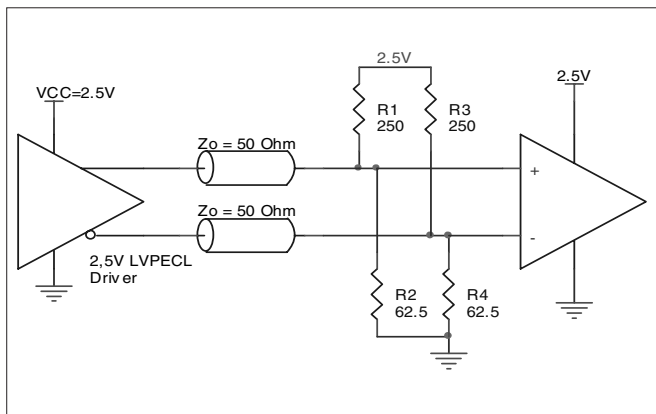 2.5V
VCC=2.5V
2.5V
R1
250
R3
250
Zo = 50 Ohm
+
Zo = 50 Ohm
-
2,5V LVPECL
Driver
R2
62.5
R4
62.5